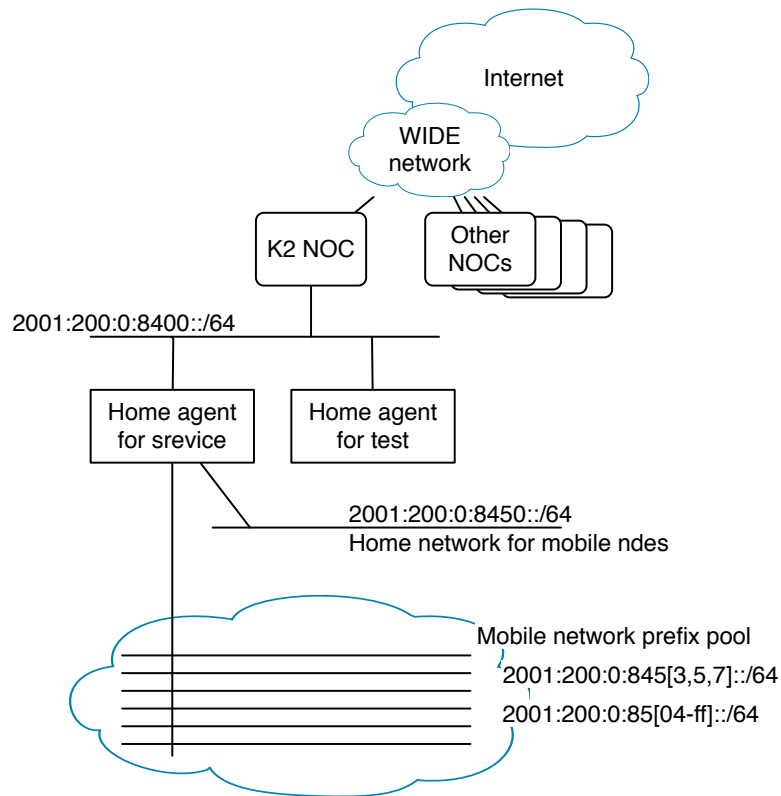 Internet
WIDE
network
K2 NOC
Other
NOCs
2001:200:0:8400::/64
Home agent
for srevice
Home agent
for test
2001:200:0:8450::/64
Home network for mobile ndes
Mobile network prefix pool
2001:200:0:845[3,5,7]::/64
2001:200:0:85[04-ff]::/64